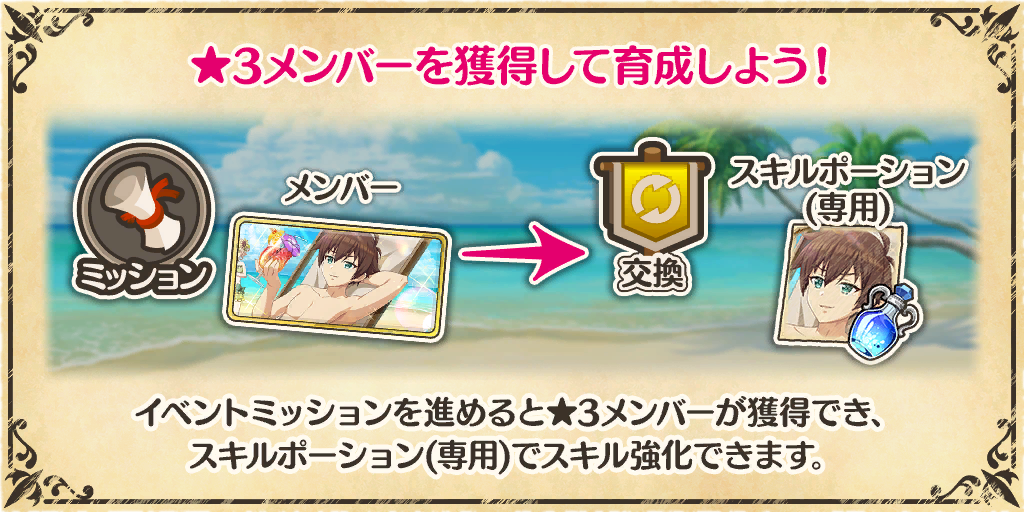 ★3メンバーを獲得して育成しよう!
ミッション
メンバー
交換
スキルポーション
(専用)
イベントミッションを進めると★3メンバーが獲得でき、
スキルポーション(専用)でスキル強化できます。